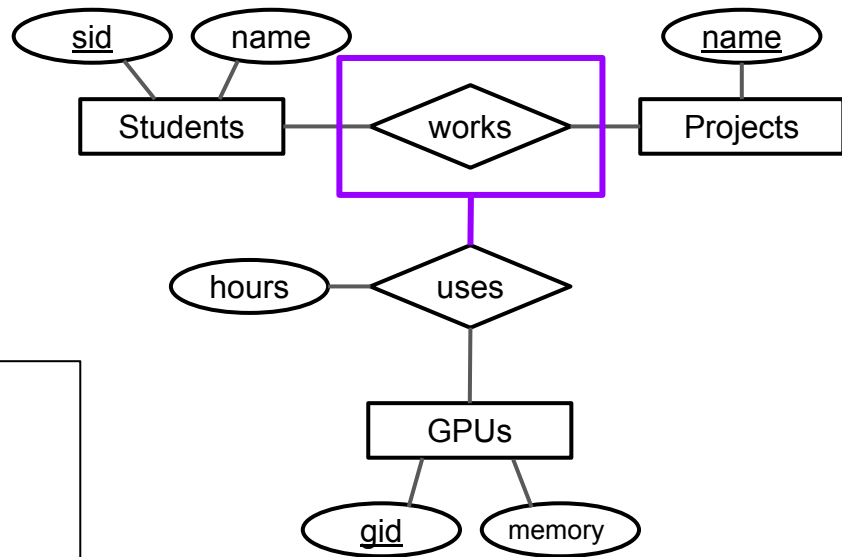 sid
name
name
Students
works
Projects
hours
uses
GPUs
gid
memory